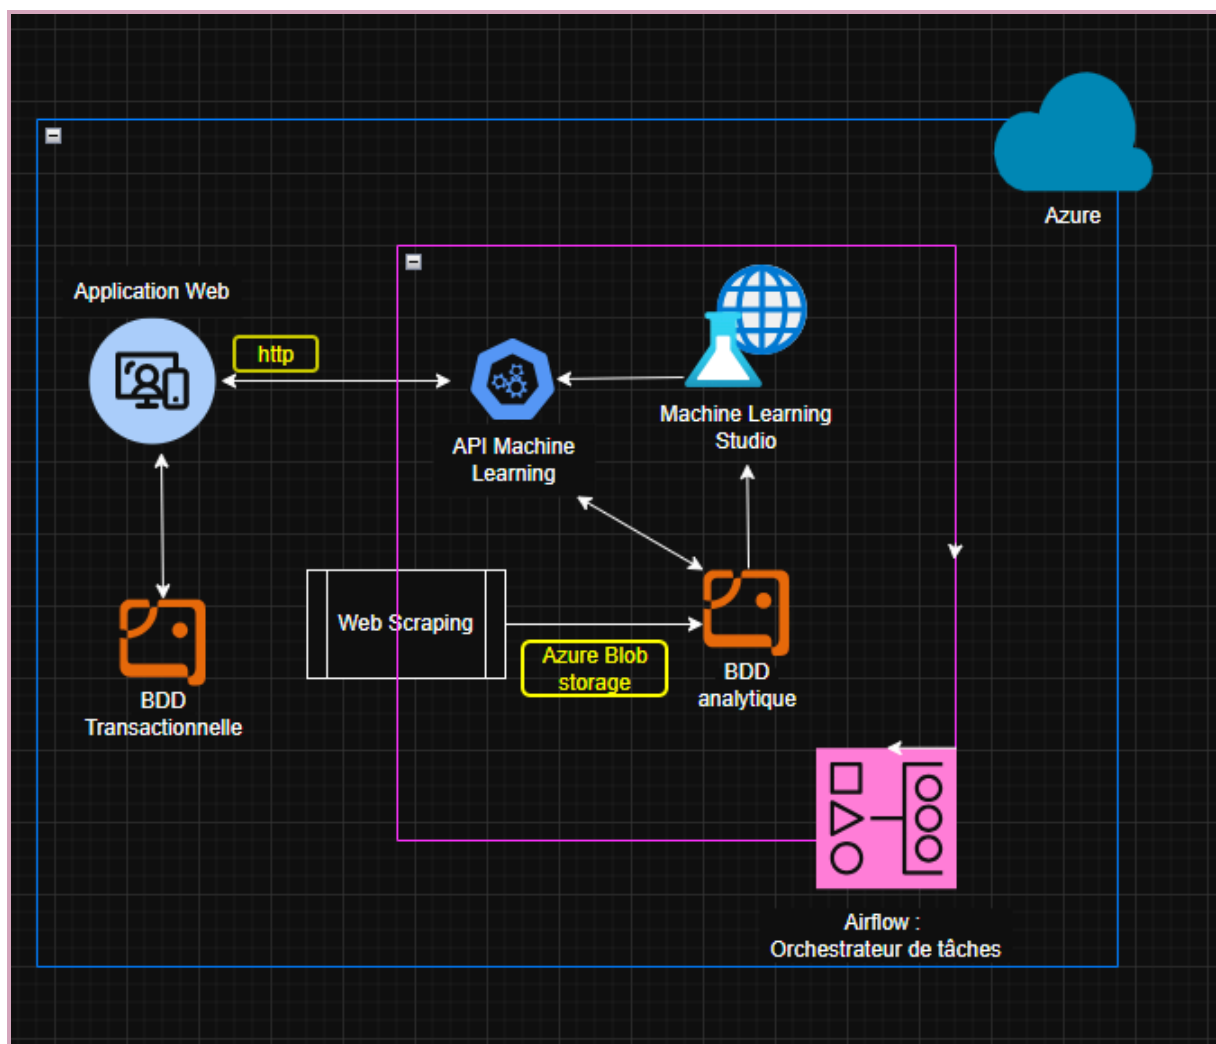 Azure
Application Web
http
Machine Learning
Studio
API Machine
Learning
Web Scraping
Azure Blob
storage
BDD
analytique
BDD
Transactionnelle
Airflow :
Orchestrateur de tâches